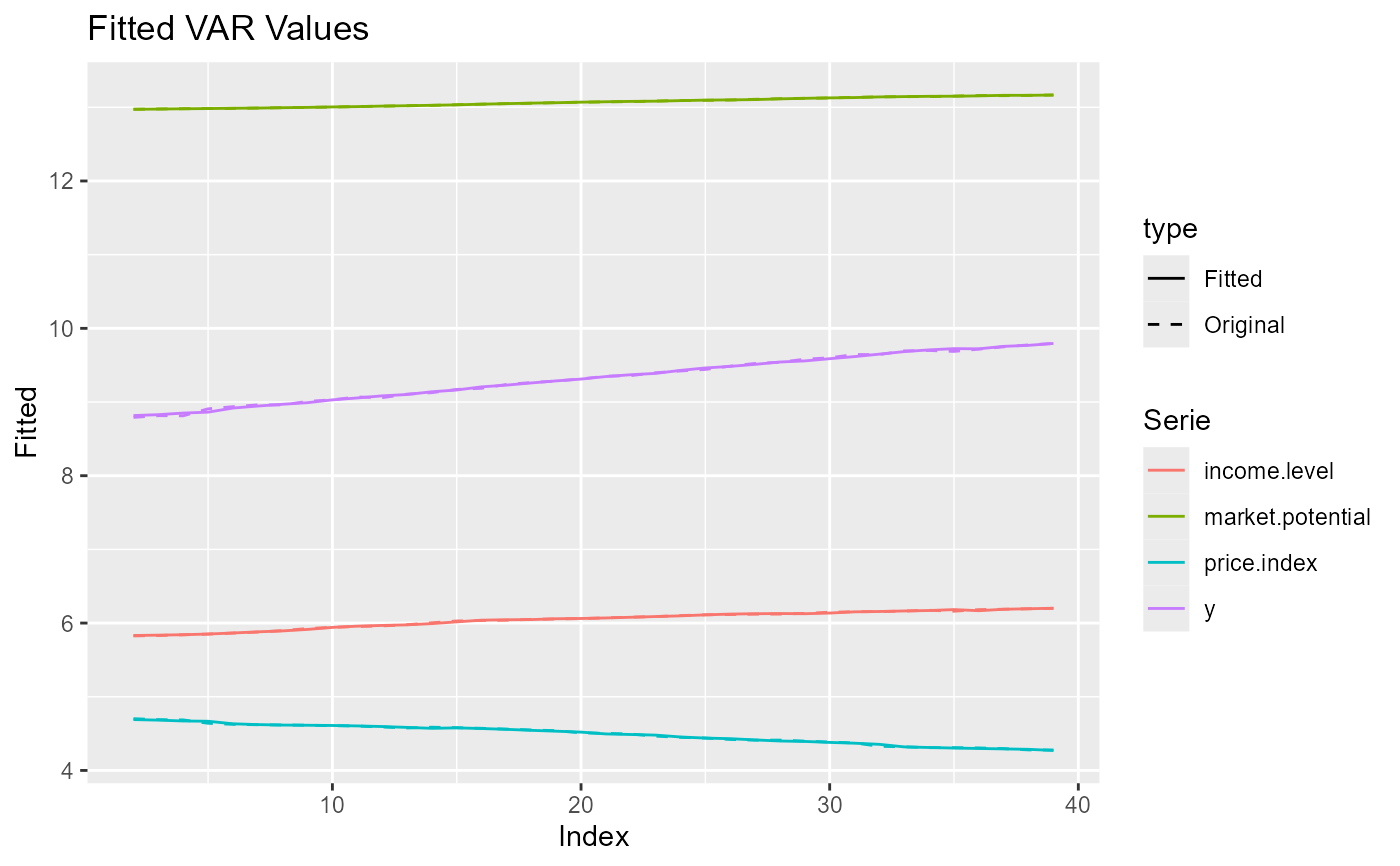 Fitted VAR Values
Fitted
12
10
8
6
4
10
20
30
40
Index
type
Fitted
Original
Serie
income.level
market.potential
price.index
y